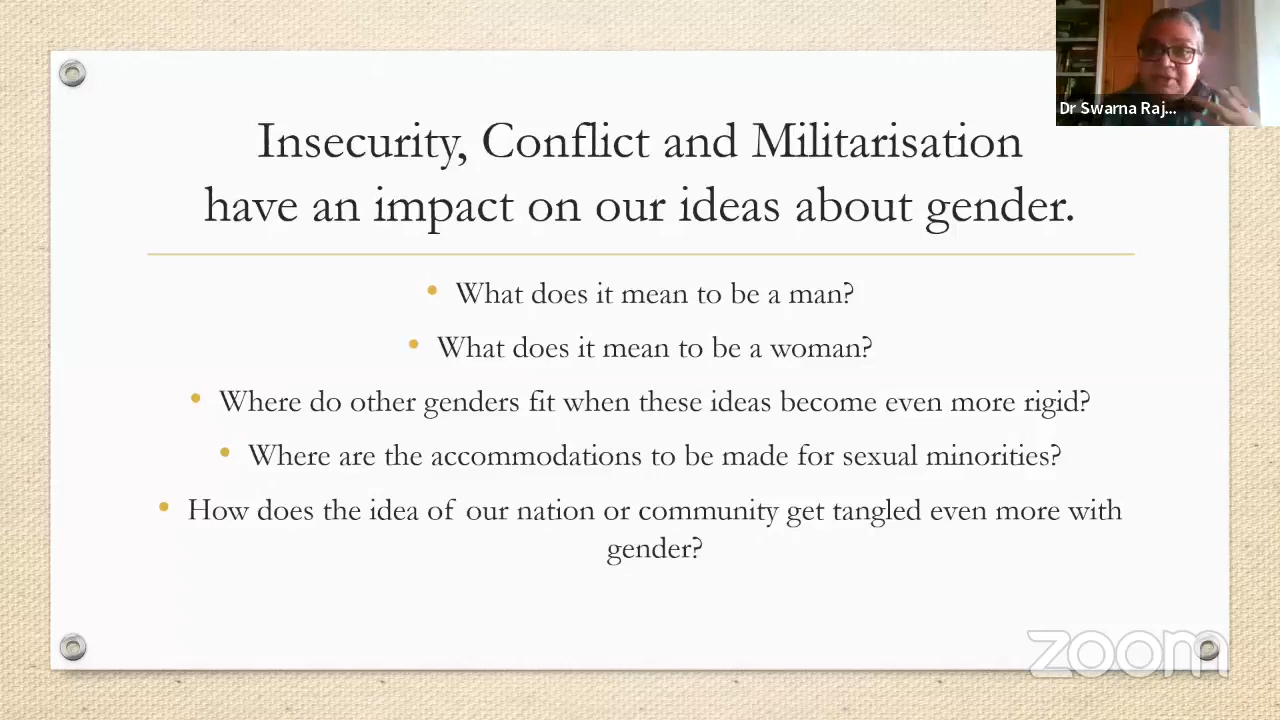 Dr Swarna Raj...
Insecurity, Conflict and Militarisation
have an impact on our ideas about gender.
• What does it mean to be a man?
• What does it mean to be a woman?
• Where do other genders fit when these ideas become even more rigid?
• Where are the accommodations to be made for sexual minorities?
• How does the idea of our nation or community get tangled even more with
gender?
zoom